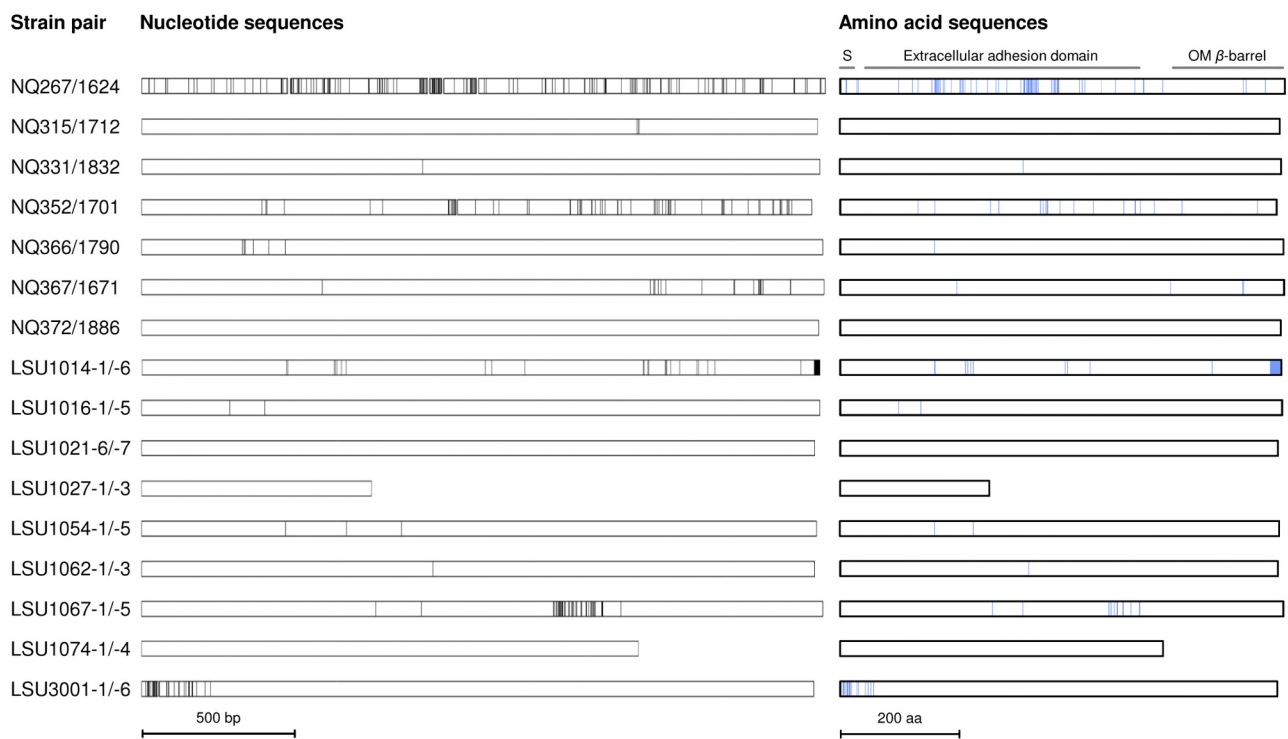 Strain pair Nucleotide sequences Amino acid sequences
S Extracellular adhesion domain OM β-barrel
NQ267/1624
NQ315/1712
NQ331/1832
NQ352/1701
NQ366/1790
NQ367/1671
NQ372/1886
LSU1014-1/-6
LSU1016-1/-5
LSU1021-6/-7
LSU1027-1/-3
LSU1054-1/-5
LSU1062-1/-3
LSU1067-1/-5
LSU1074-1/-4
LSU3001-1/-6
500 bp 200 aa